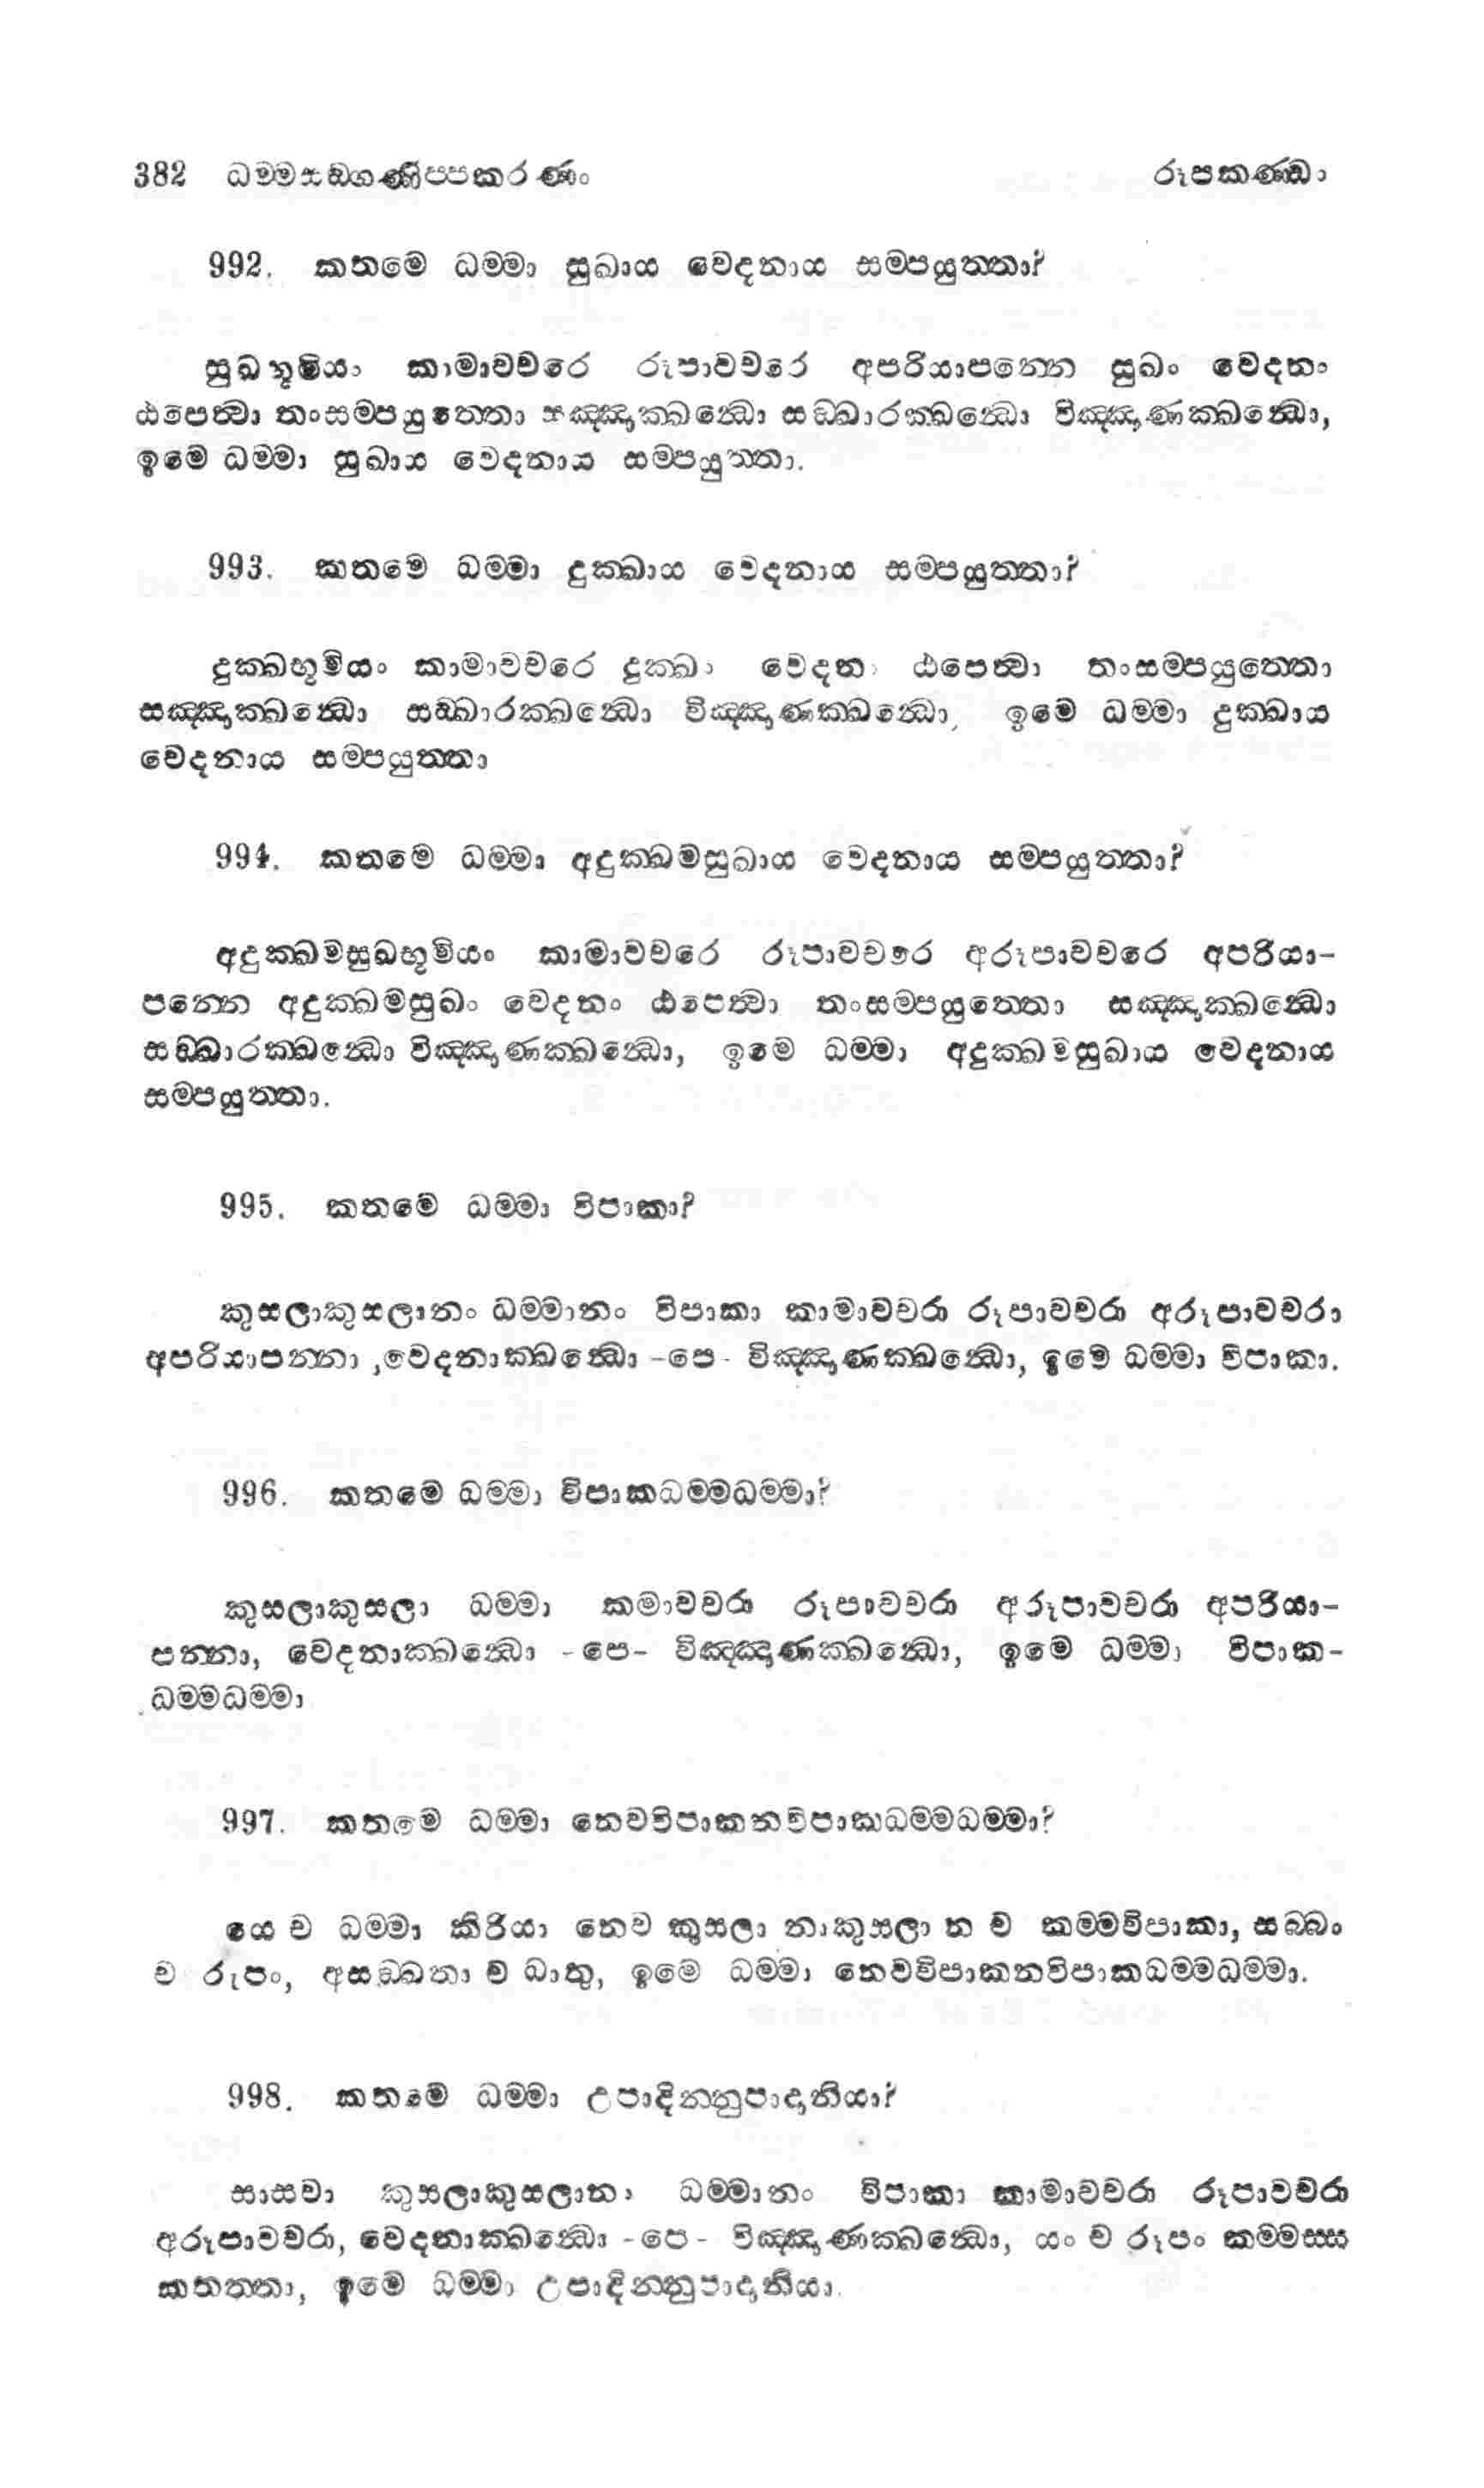 382 ධම්මසඞ්ගණිප්පකරණං රූපකණ්ඩං
992. කතමෙ ධම්මා සුඛාය වෙදනාය සම්පයුත්තා?
සුඛභූමියං කාමාවචරෙ රූපාවචරෙ අපරියාපන්නෙ සුඛං වෙදනං
ඨපෙත්වා තංසම්පයුත්තො සඤ්ඤාක්ඛන්ධො සඞ්ඛාරක්ඛන්ධො විඤ්ඤාණක්ඛන්ධො,
ඉමෙ ධම්මා සුඛාය වෙදනාය සම්පයුත්තා.
993. කතමෙ ධම්මා දුක්ඛාය වෙදනාය සම්පයුත්තා?
දුක්ඛභූමියං කාමාවචරෙ දුක්ඛං වෙදනං ඨපෙත්වා තංසම්පයුත්තො
සඤ්ඤාක්ඛන්ධො සඞ්ඛාරක්ඛන්ධො විඤ්ඤාණක්ඛන්ධො, ඉමෙ ධම්මා දුක්ඛාය
වෙදනාය සම්පයුත්තා
994. කතමෙ ධම්මා අදුක්ඛමසුඛාය වෙදනාය සම්පයුත්තා?
අදුක්ඛමසුඛභූමියං කාමාවචරෙ රූපාවචරෙ අරූපාවචරෙ අපරියා-
පන්නෙ අදුක්ඛමසුඛං වෙදනං ඨපෙත්වා තංසම්පයුත්තො සඤ්ඤාක්ඛන්ධො
සඞ්ඛාරක්ඛන්ධො විඤ්ඤාණක්ඛන්ධො, ඉමෙ ධම්මා අදුක්ඛමසුඛාය වෙදනාය
සම්පයුත්තා.
995. කතමෙ ධම්මා විපාකා?
කුසලාකුසලානං ධම්මානං විපාකා කාමාවචරා රූපාවචරා අරූපාවචරා
අපරියාපන්නා ,වෙදනාක්ඛන්ධො -පෙ- විඤ්ඤාණක්ඛන්ධො, ඉමෙ ධම්මා විපාකා.
996. කතමෙ ධම්මා විපාකධම්මධම්මා?
කුසලාකුසලා ධම්මා කමාවචරා රූපාවචරා අරූපාවචරා අපරියා-
පන්නා, වෙදනාක්ඛන්ධො -පෙ- විඤ්ඤාණක්ඛන්ධො, ඉමෙ ධම්මා විපාක-
ධම්මධම්මා
997. කතමෙ ධම්මා නෙවවිපාකනවිපාකධම්මධම්මා?
යෙ ච ධම්මා කිරියා නෙව කුසලා නාකුසලා න ච කම්මවිපාකා, සබ්බං
ච රූපං, අසඞ්ඛතා ච ධාතු, ඉමෙ ධම්මා නෙවවිපාකනවිපාකධම්මධම්මා.
998. කතමෙ ධම්මා උපාදින්නුපාදානියා?
සාසවා කුසලාකුසලානං ධම්මානං විපාකා කාමාවචරා රූපාවචරා
අරූපාවචරා, වෙදනාක්ඛන්ධො -පෙ- විඤ්ඤාණක්ඛන්ධො, යං ච රූපං කම්මස්ස
කතත්තා, ඉමෙ ධම්මා උපාදින්නුපාදානියා.